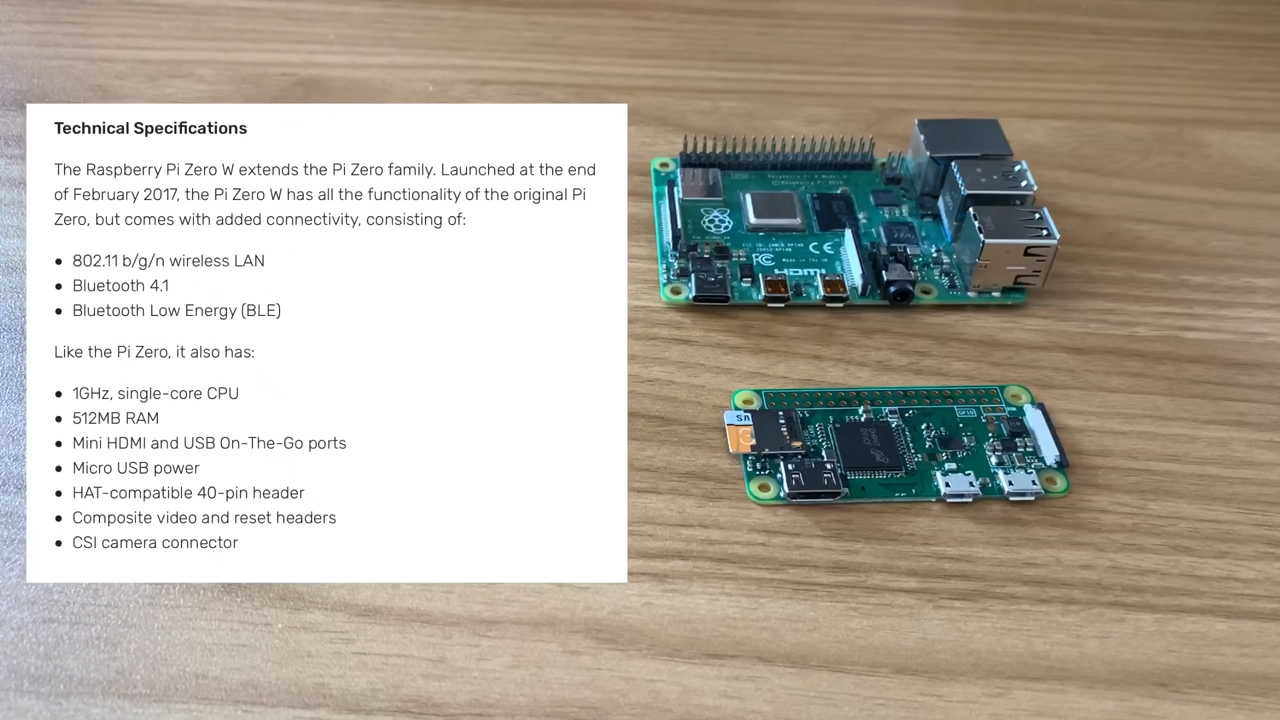 Technical Specifications
The Raspberry Pi Zero W extends the Pi Zero family. Launched at the end
of February 2017, the Pi Zero W has all the functionality of the original Pi
Zero, but comes with added connectivity, consisting of:
• 802.11 b/g/n wireless LAN
• Bluetooth 4.1
• Bluetooth Low Energy (BLE)
Like the Pi Zero, it also has:
• 1GHz, single-core CPU
• 512MB RAM
• Mini HDMI and USB On-The-Go ports
• Micro USB power
• HAT-compatible 40-pin header
• Composite video and reset headers
• CSI camera connector
CE
FC
HDMI
GPIO